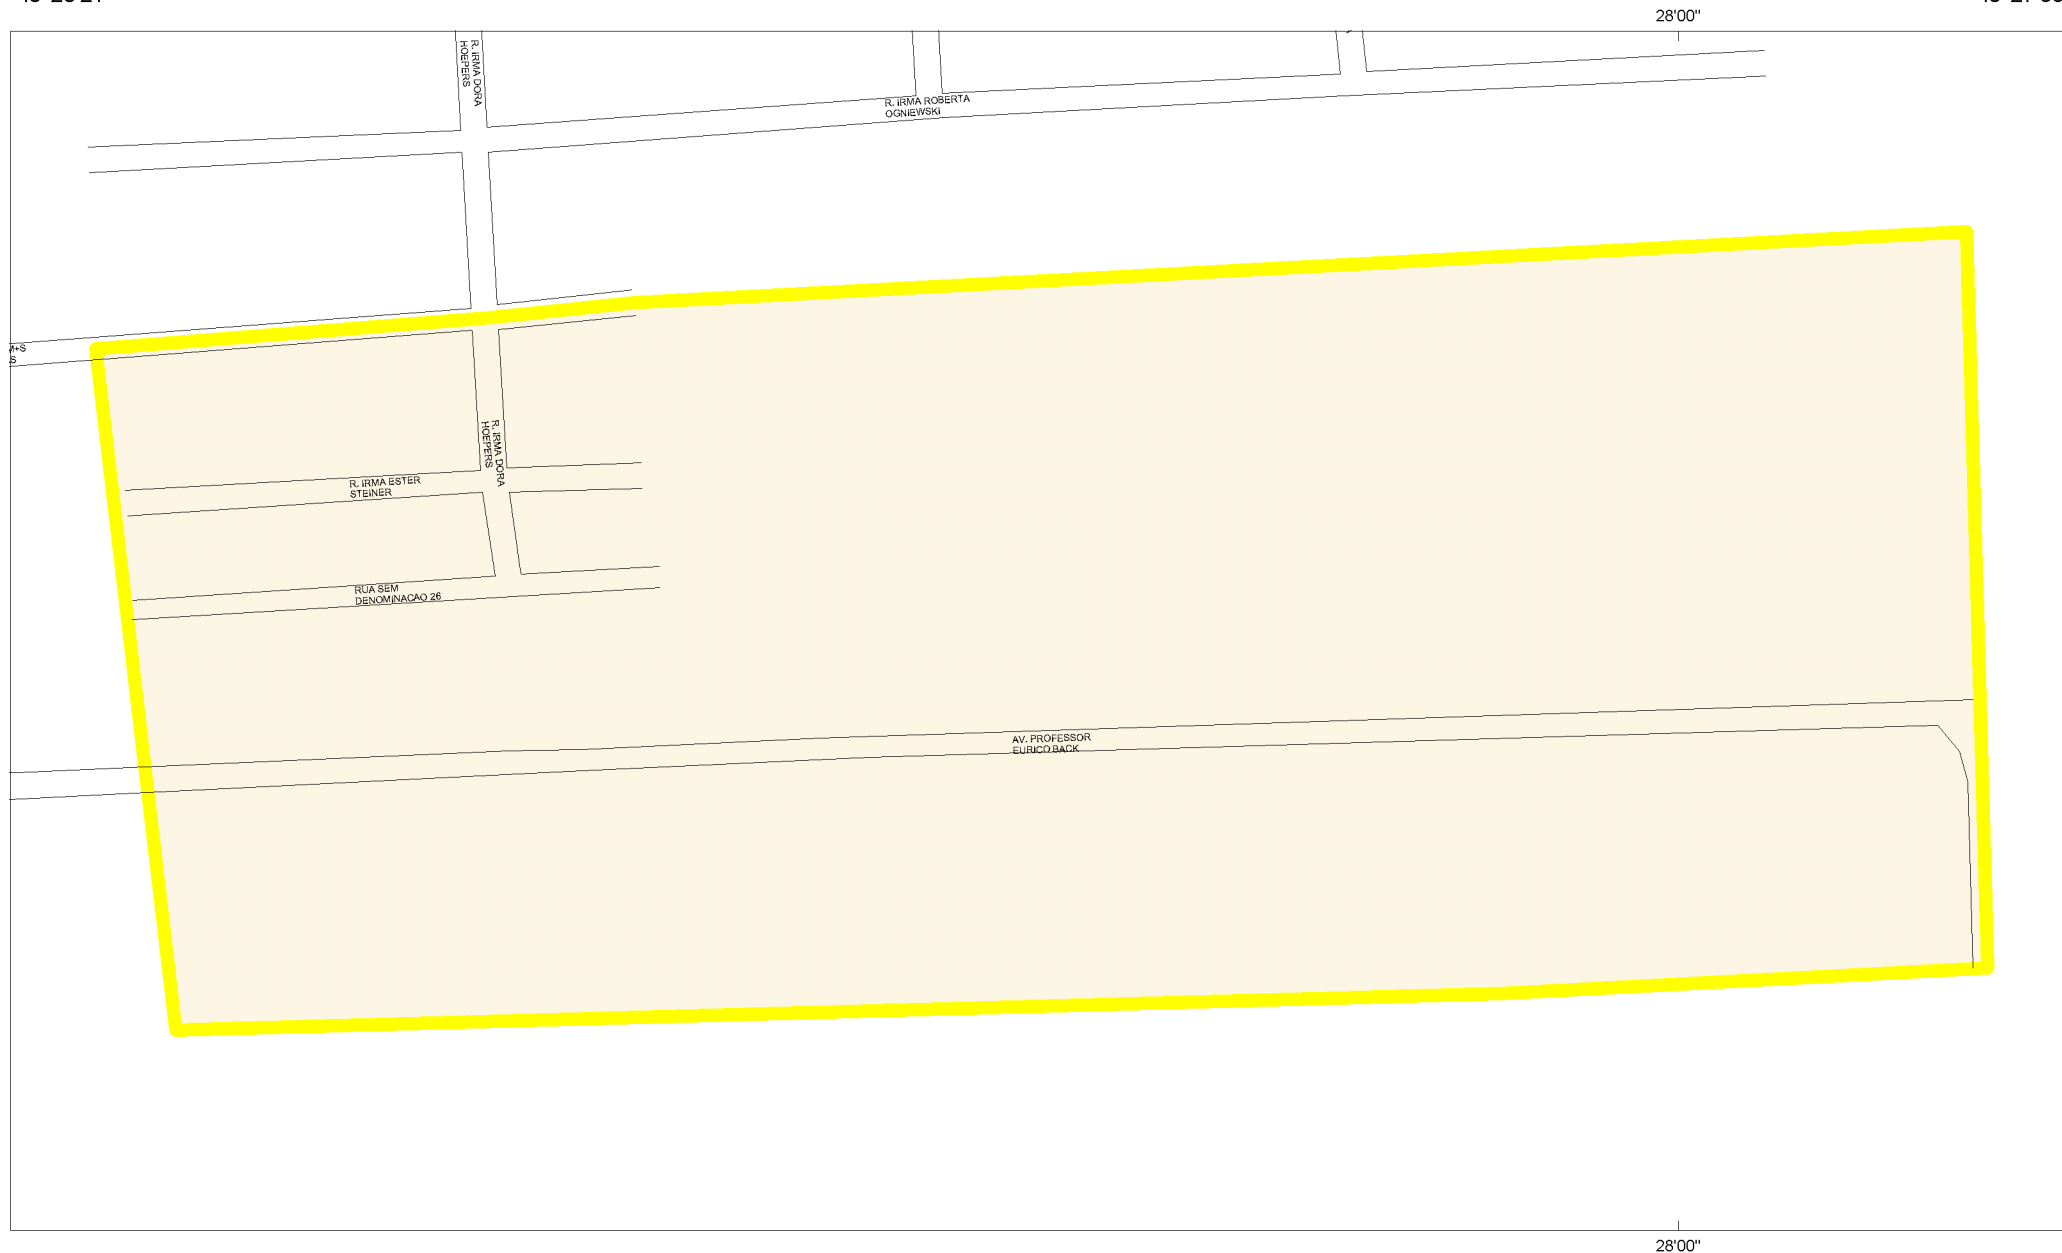 28'00"
R. IRMA DORA
HOEPERS
R. IRMA ROBERTA
OGNIEWSKI
R. IRMA DORA
HOEPERS
R. IRMA ESTER
STEINER
RUA SEM
DENOMINACAO 26
AV. PROFESSOR
EURICO BACK
28'00"